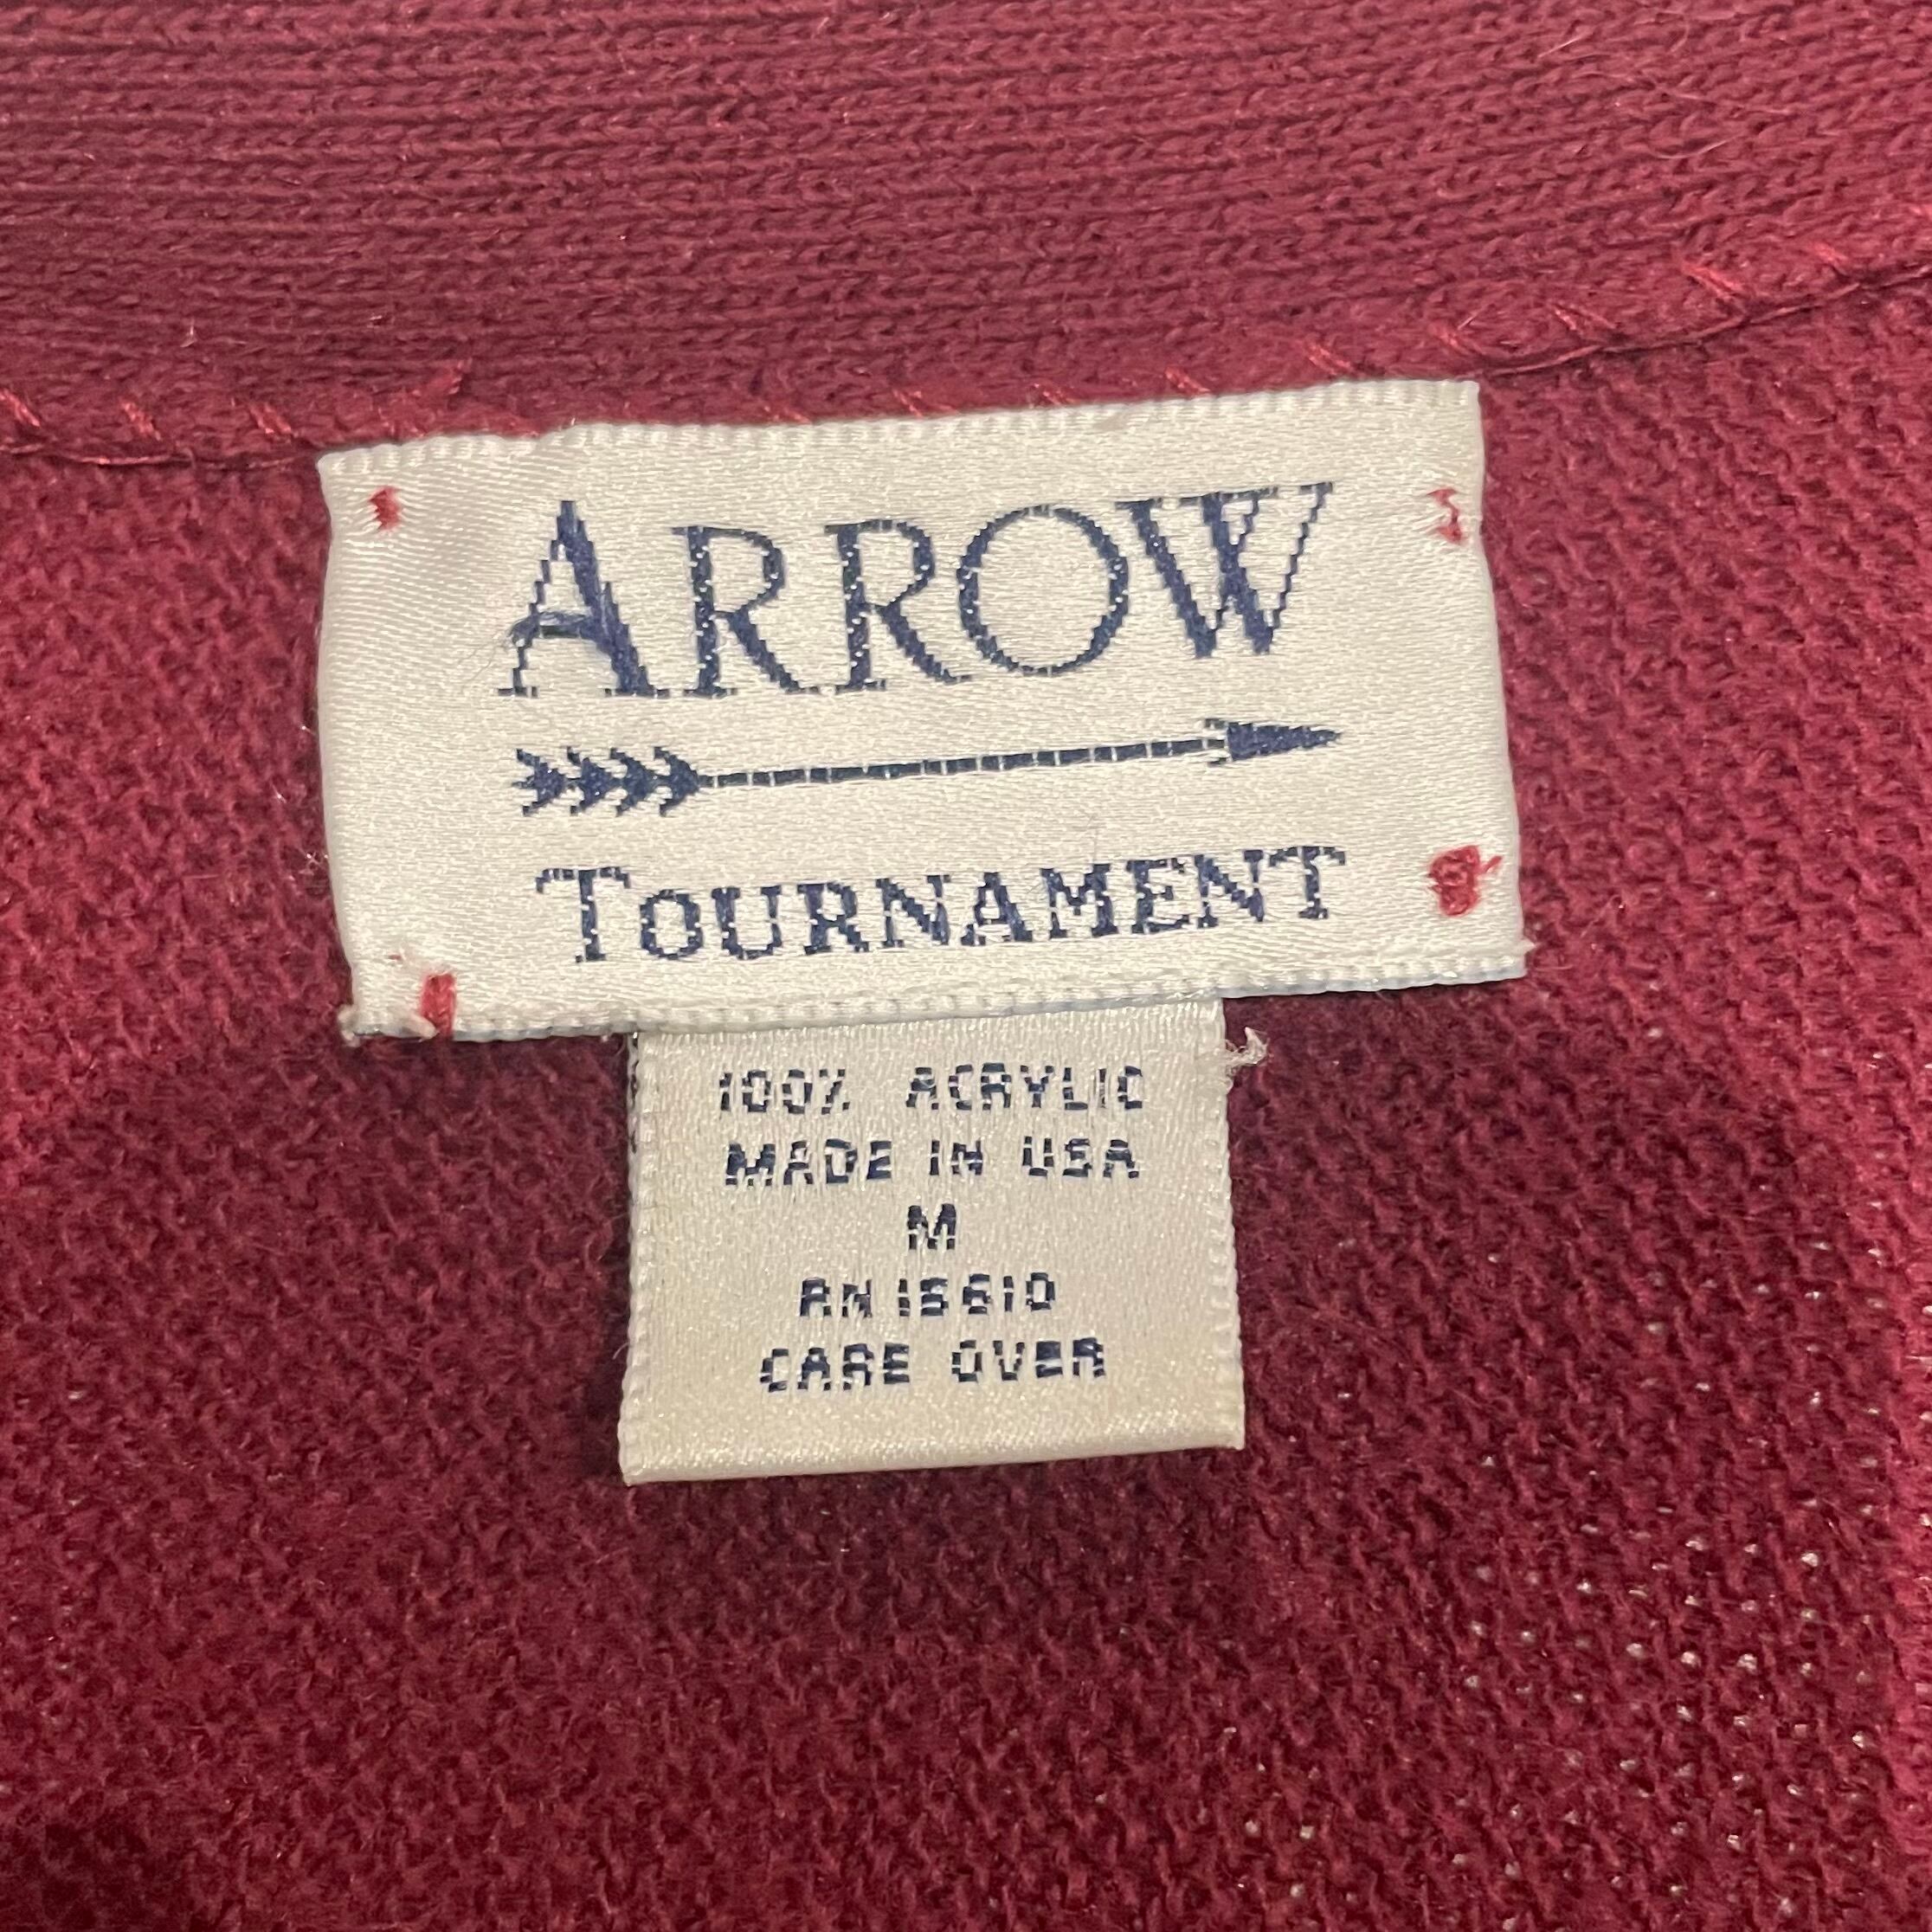 ARROW
TOURNAMENT
100% ACRYLIC
MADE IN USA
M
RN 15610
CARE OVER